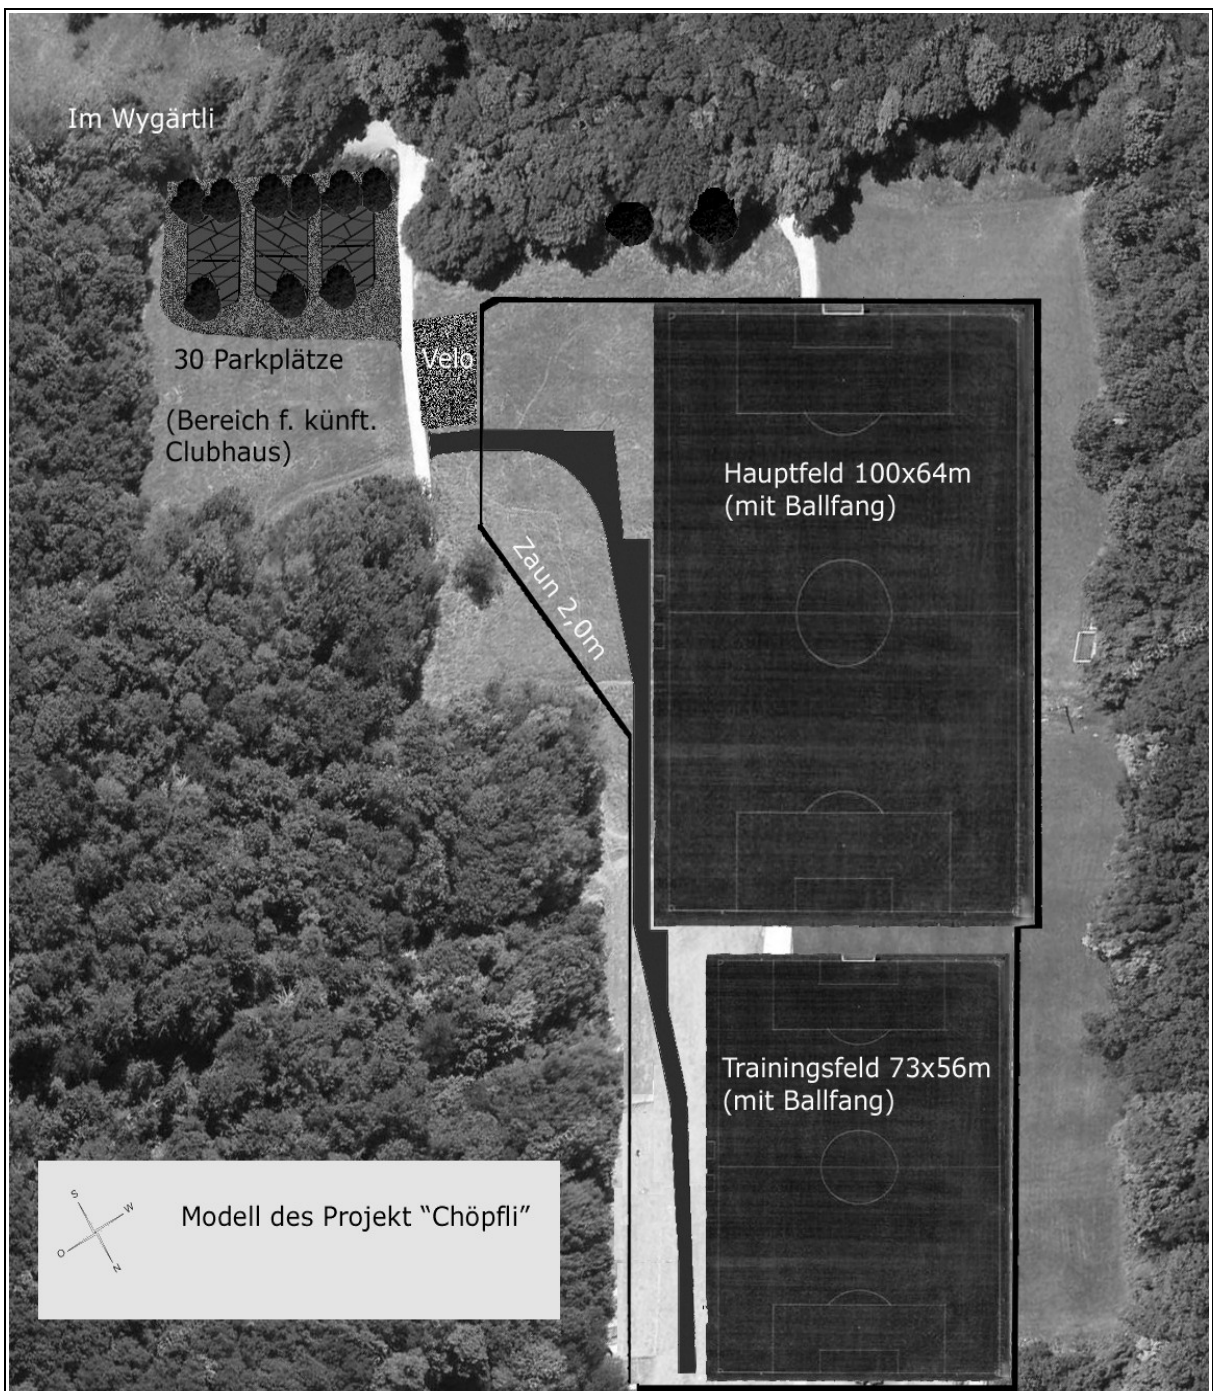 Im Wygärtli
30 Parkplätze
Velo
(Bereich f. künft.
Clubhaus)
Hauptfeld 100x64m
(mit Ballfang)
Zaun 2,0m
Trainingsfeld 73x56m
(mit Ballfang)
S
W
O
N
Modell des Projekt “Chöpfli”